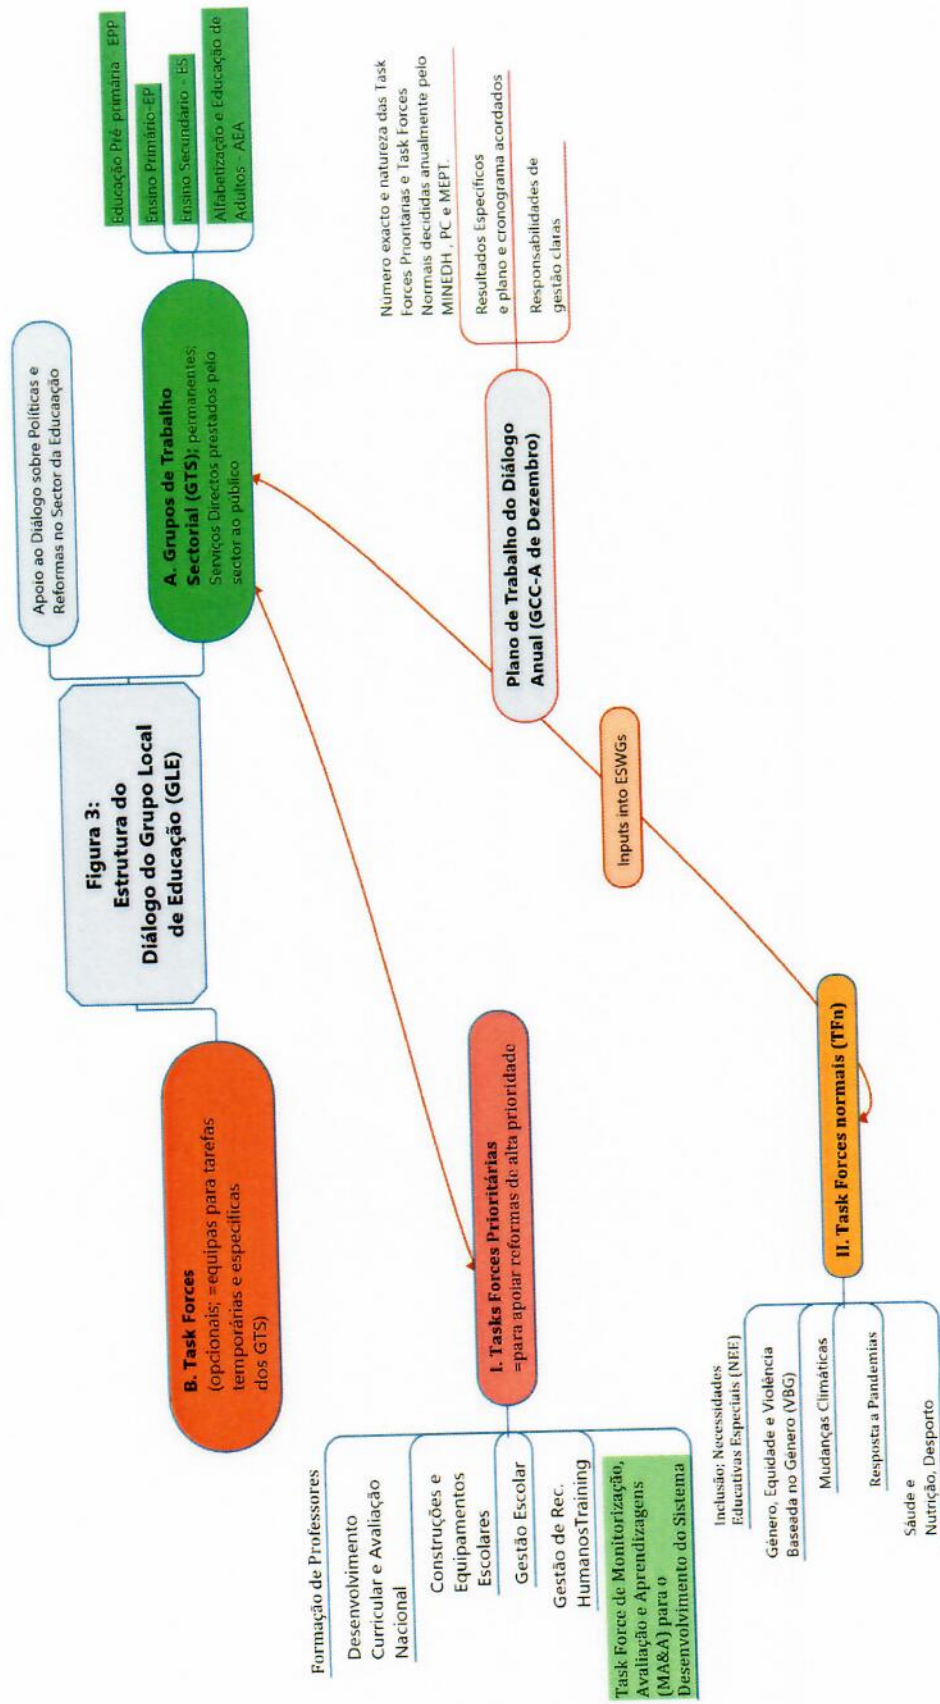 Figura 3:
Estrutura do
Diálogo do Grupo Local
de Educação (GLE)
Apoio ao Diálogo sobre Políticas e
Reformas no Sector da Educaação
A. Grupos de Trabalho
Sectorial (GTS); permanentes;
Serviços Directos prestados pelo
sector ao público
Educação Pré-primária - EPP
Ensino Primário-EP
Ensino Secundário - ES
Alfabetização e Educação de
Adultos - AEA
B. Task Forces
(opcionais; =equipas para tarefas
temporárias e específicas
dos GTS)
Plano de Trabalho do Diálogo
Anual (GCC-A de Dezembro)
Número exacto e natureza das Task
Forces Prioritárias e Task Forces
Normais decididas anualmente pelo
MINEDH , PC e MEPT.
Resultados Específicos
e plano e cronograma acordados
Responsabilidades de
gestão claras
Inputs into ESWGs
I. Tasks Forces Prioritárias
=para apoiar reformas de alta prioridade
Formação de Professores
Desenvolvimento
Curricular e Avaliação
Nacional
Construções e
Equipamentos
Escolares
Gestão Escolar
Gestão de Rec.
HumanosTraining
Task Force de Monitorização,
Avaliação e Aprendizagens
(MA&A) para o
Desenvolvimento do Sistema
II. Task Forces normais (TFn)
Inclusão; Necessidades
Educativas Especiais (NEE)
Género, Equidade e Violência
Baseada no Género (VBG)
Mudanças Climáticas
Resposta a Pandemias
Sáude e
Nutrição, Desporto